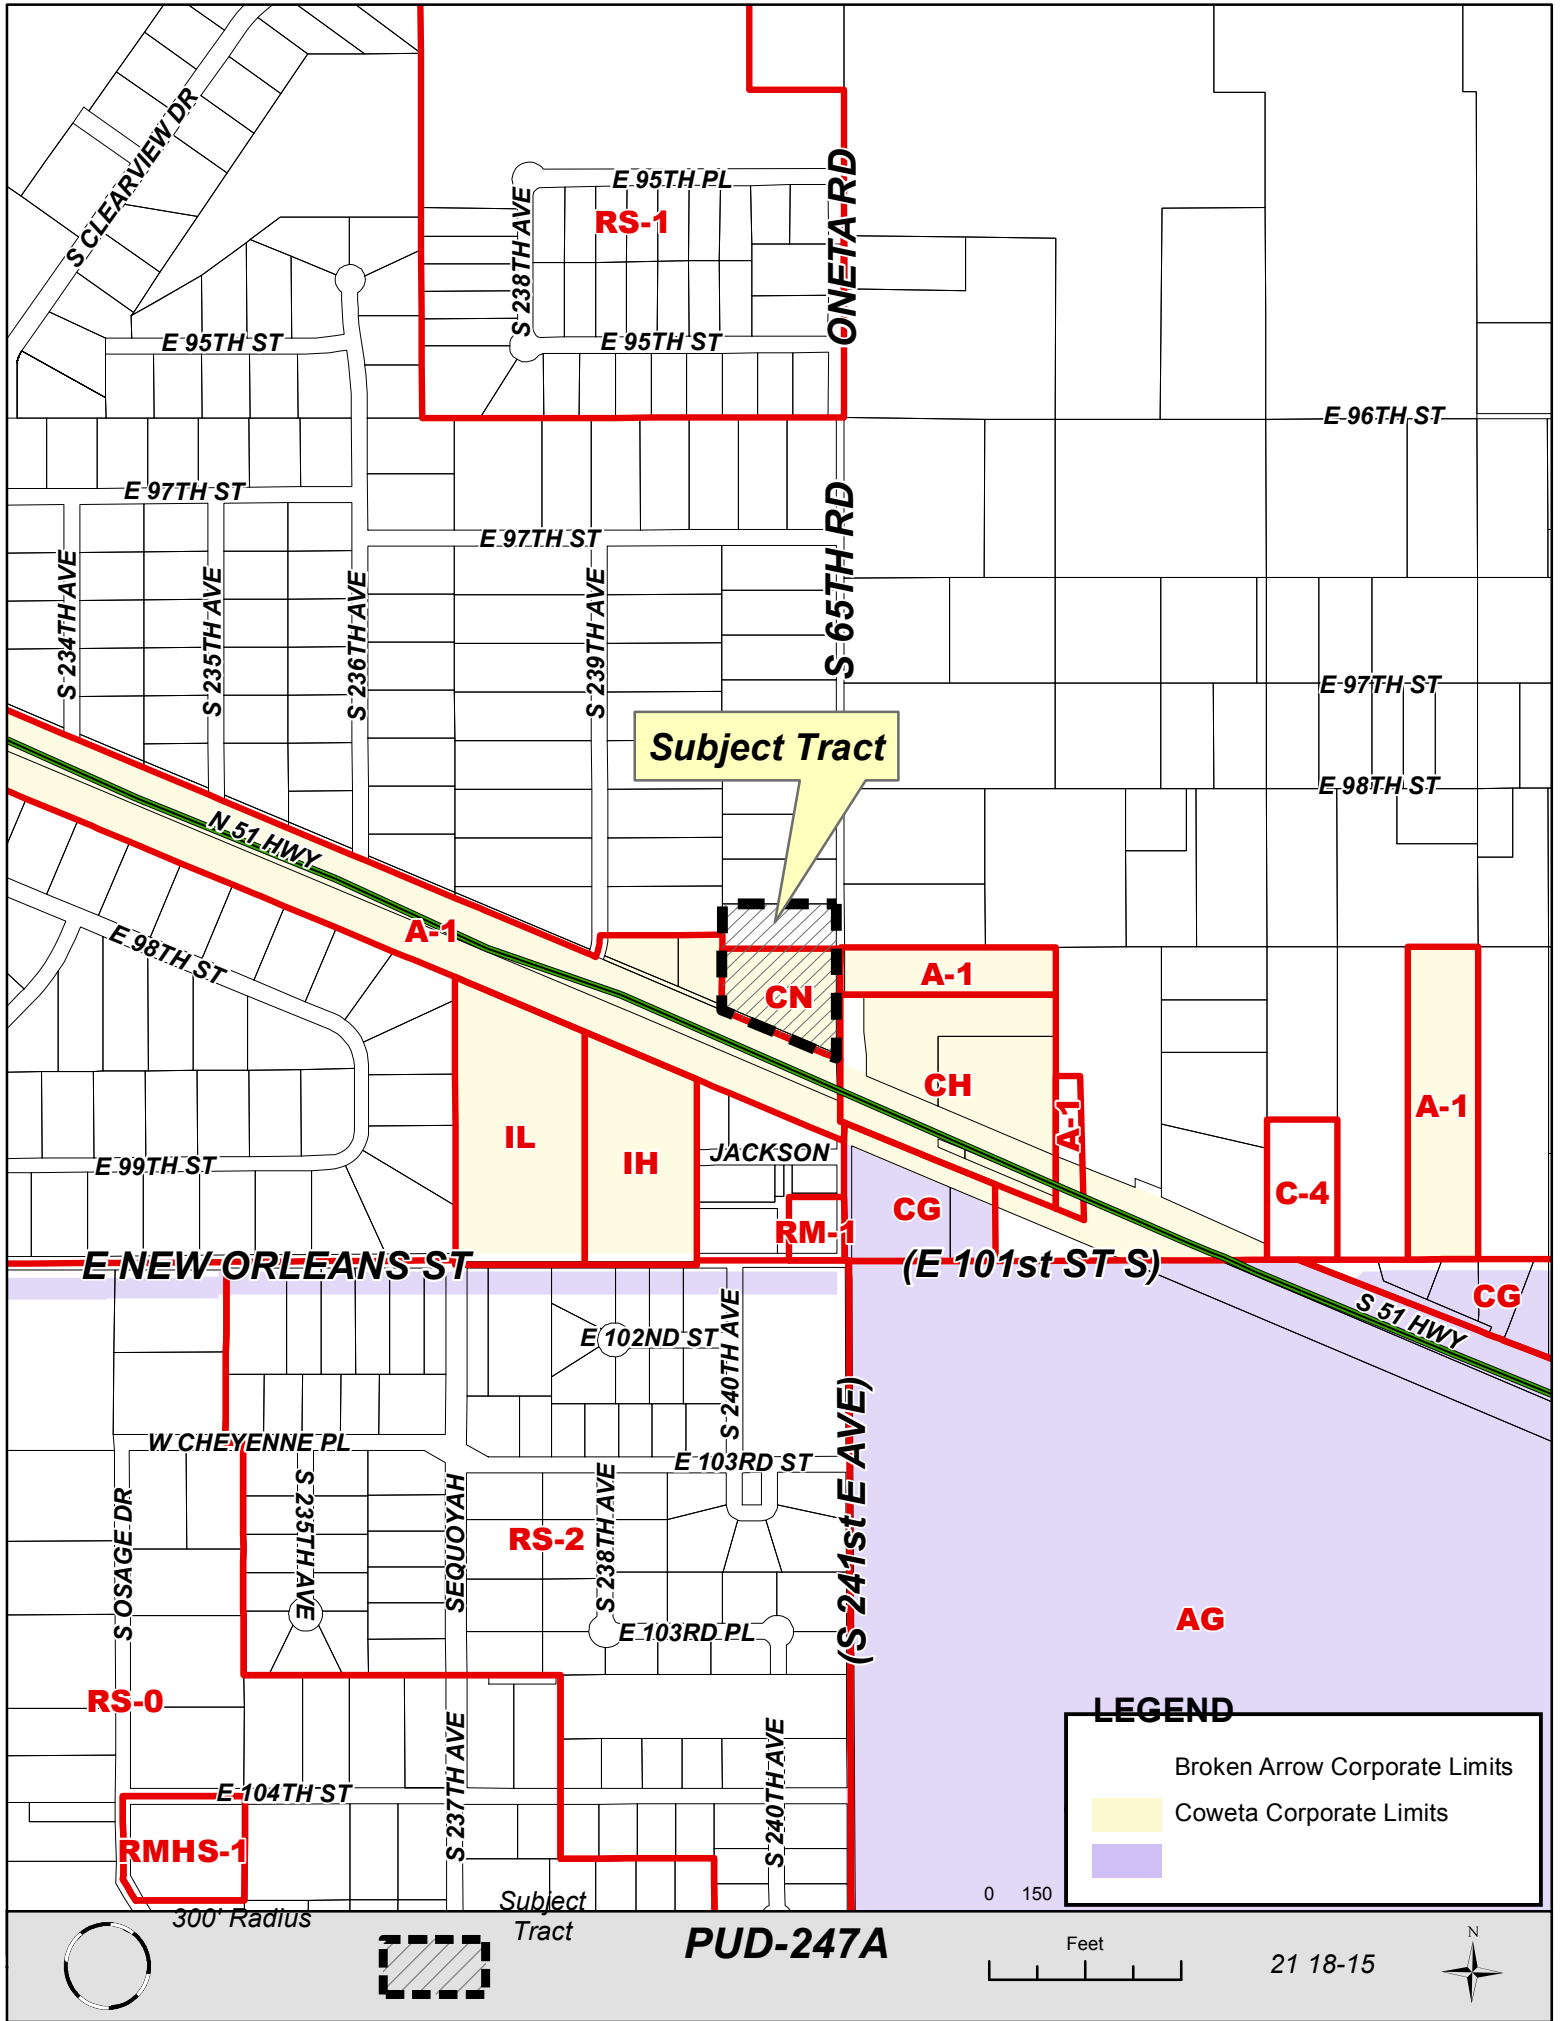 S CLEARVIEW DR
E 95TH PL
RS-1
S 238TH AVE
ONETA RD
E 95TH ST
E 95TH ST
E 96TH ST
E 97TH ST
E 97TH ST
S 65TH RD
S 234TH AVE
S 235TH AVE
S 236TH AVE
S 239TH AVE
E 97TH ST
Subject Tract
E 98TH ST
N 51 HWY
A-1
E 98TH ST
A-1
CN
CH
A-1
A-1
IL
IH
JACKSON
E 99TH ST
C-4
CG
RM-1
E NEW ORLEANS ST
(E 101st ST S)
CG
S 51 HWY
E 102ND ST
S 240TH AVE
W CHEYENNE PL
E 103RD ST
(S 241st E AVE)
S OSAGE DR
S 235TH AVE
SEQUOYAH
RS-2
S 238TH AVE
AG
E 103RD PL
RS-0
LEGEND
Broken Arrow Corporate Limits
Coweta Corporate Limits
E 104TH ST
S 237TH AVE
S 240TH AVE
RMHS-1
0 150
300' Radius
Subject
Tract
PUD-247A
Feet
21 18-15
N